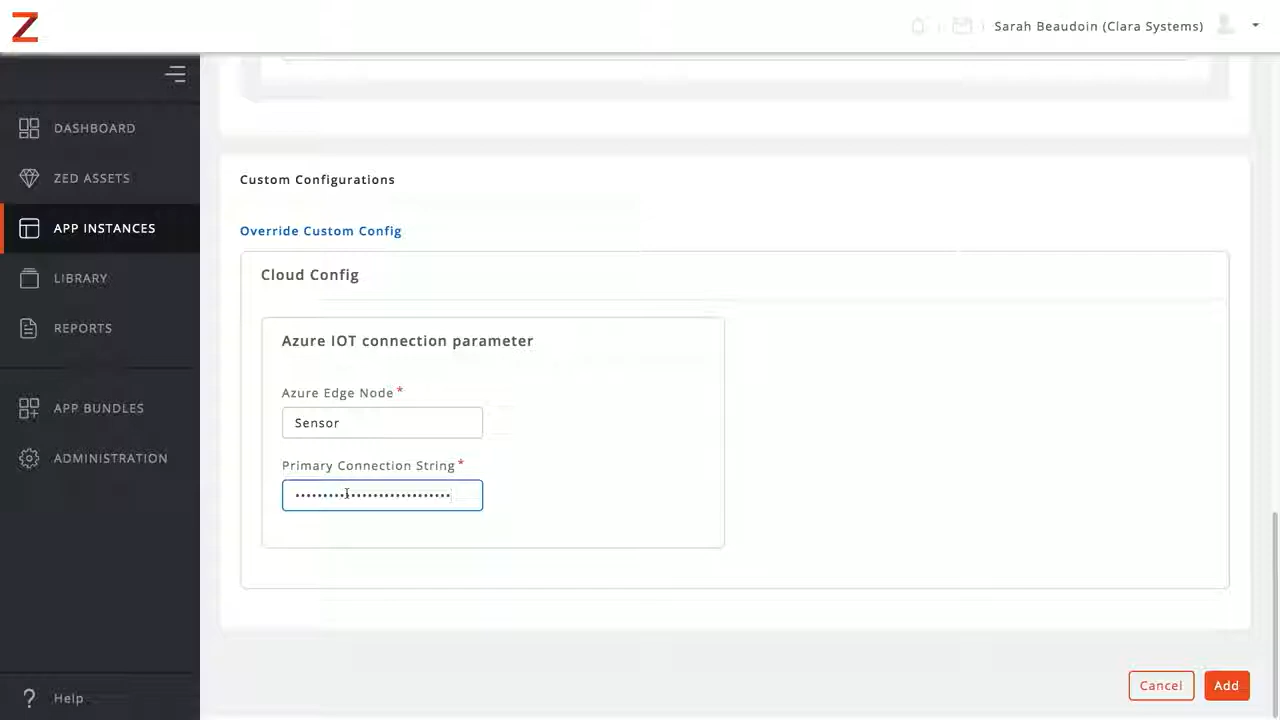 Z
Sarah Beaudoin (Clara Systems)
DASHBOARD
ZED ASSETS
APP INSTANCES
LIBRARY
REPORTS
APP BUNDLES
ADMINISTRATION
? Help
Custom Configurations
Override Custom Config
Cloud Config
Azure IOT connection parameter
Azure Edge Node*
Sensor
Primary Connection String*
Cancel
Add